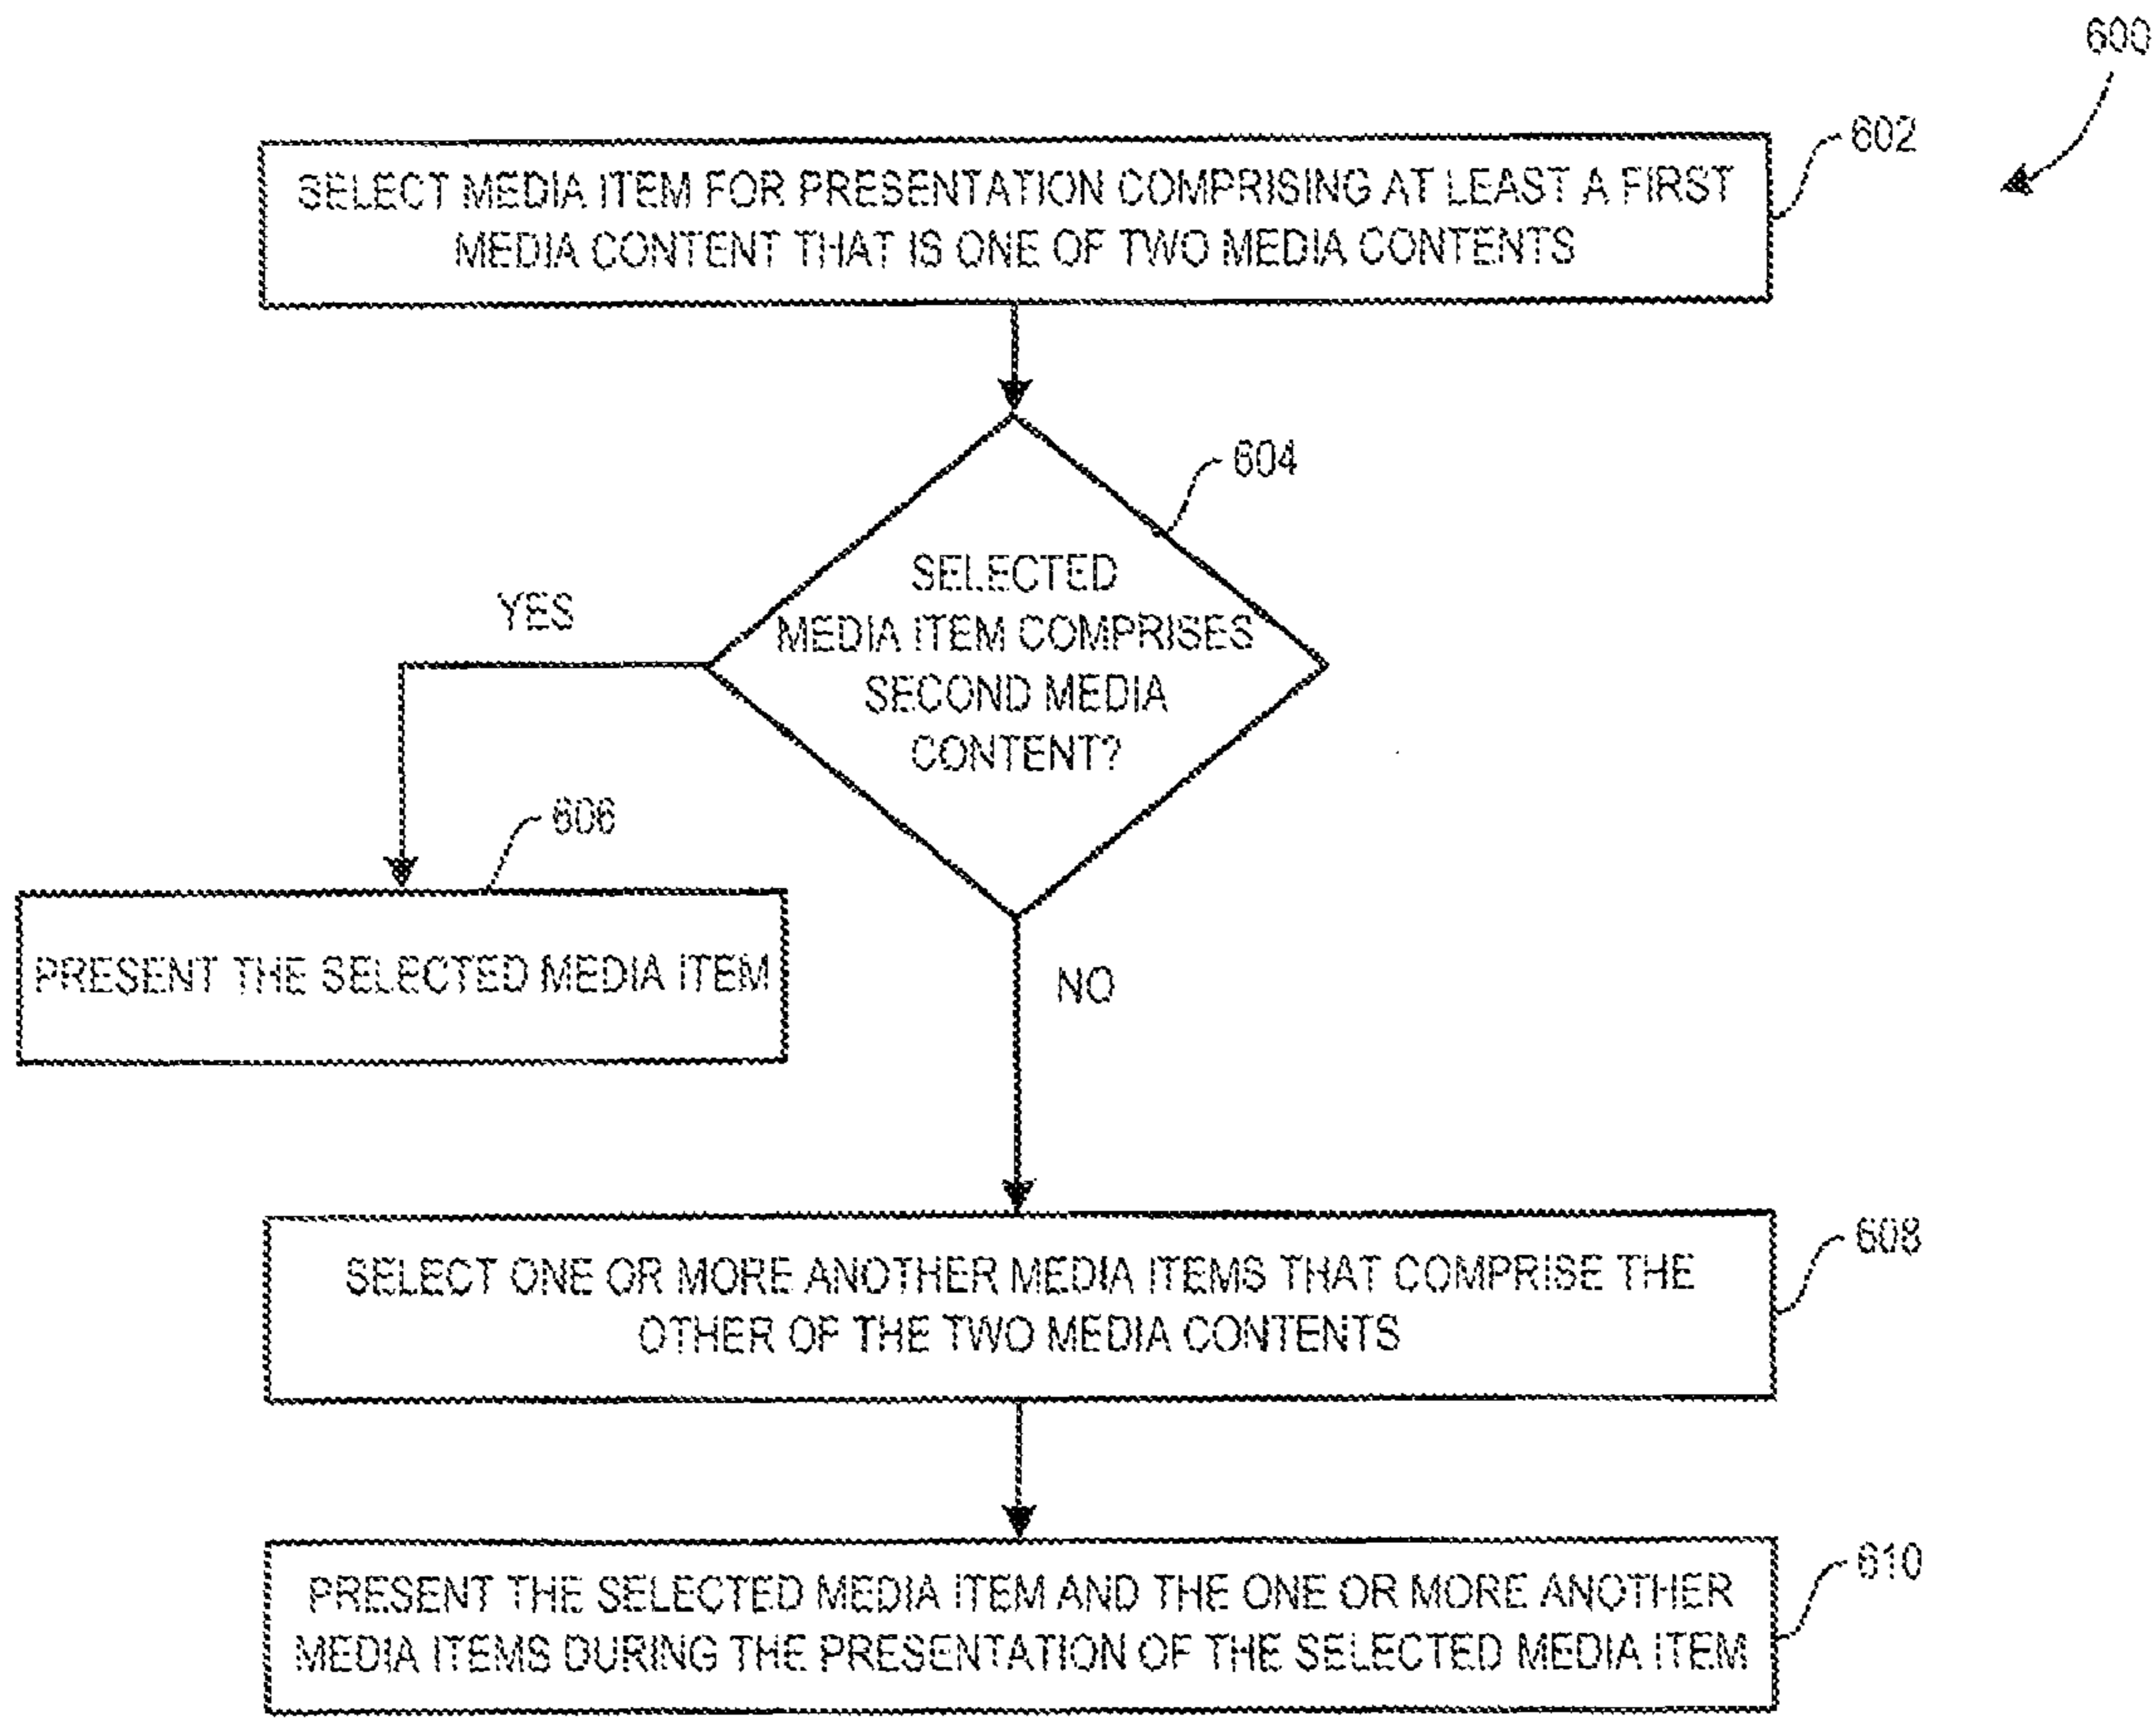 600
602
SELECT MEDIA ITEM FOR PRESENTATION COMPRISING AT LEAST A FIRST
MEDIA CONTENT THAT IS ONE OF TWO MEDIA CONTENTS
604
SELECTED
MEDIA ITEM COMPRISES
SECOND MEDIA
CONTENT?
YES
606
PRESENT THE SELECTED MEDIA ITEM
NO
608
SELECT ONE OR MORE ANOTHER MEDIA ITEMS THAT COMPRISE THE
OTHER OF THE TWO MEDIA CONTENTS
610
PRESENT THE SELECTED MEDIA ITEM AND THE ONE OR MORE ANOTHER
MEDIA ITEMS DURING THE PRESENTATION OF THE SELECTED MEDIA ITEM